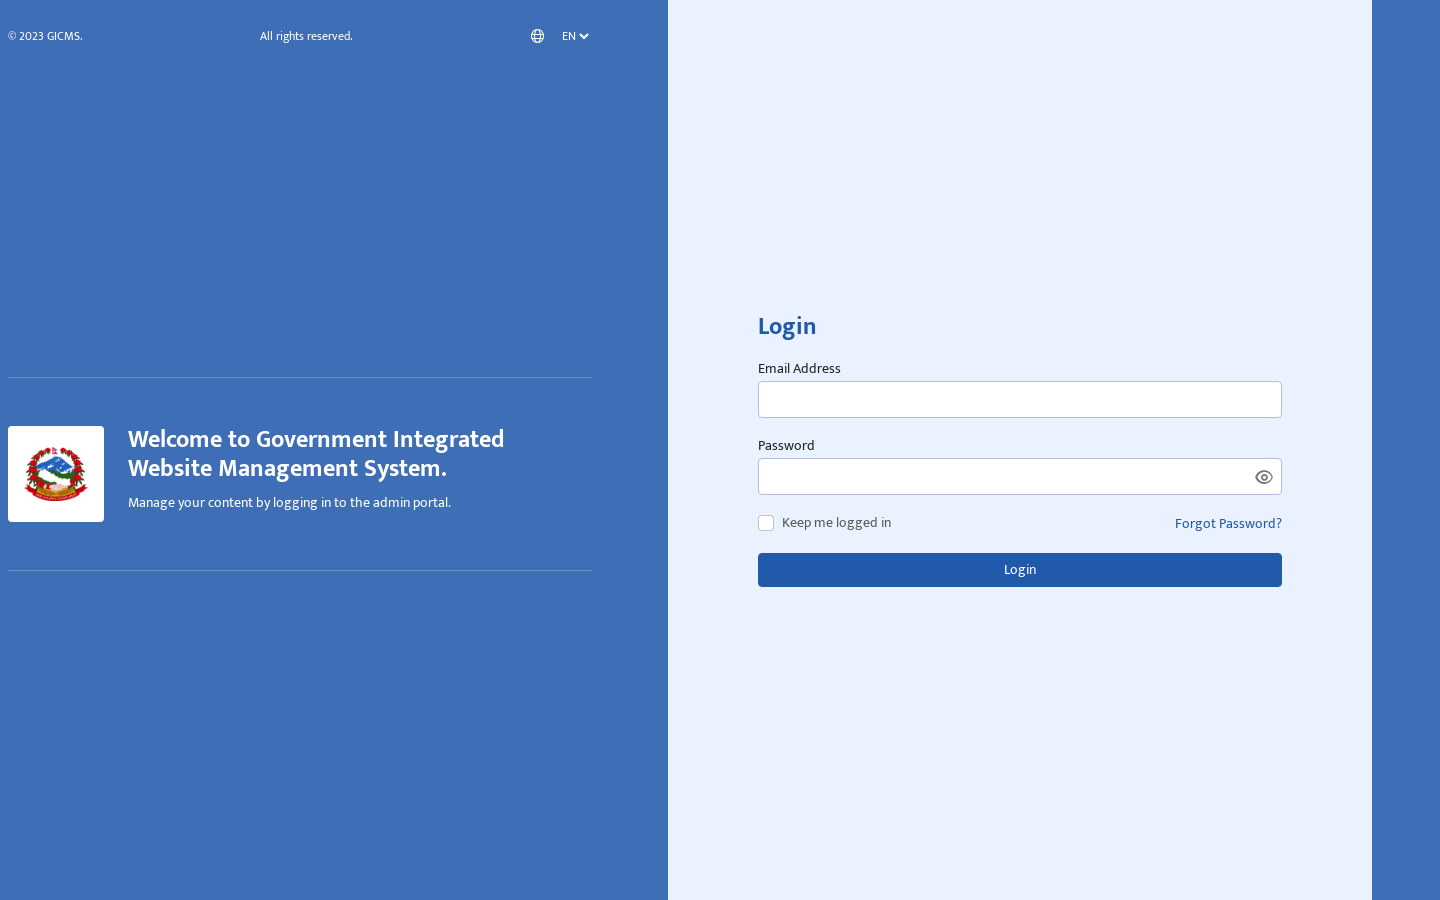 © 2023 GICMS.
All rights reserved.
EN
Welcome to Government Integrated
Website Management System.
Manage your content by logging in to the admin portal.
Login
Email Address
Password
Keep me logged in
Forgot Password?
Login